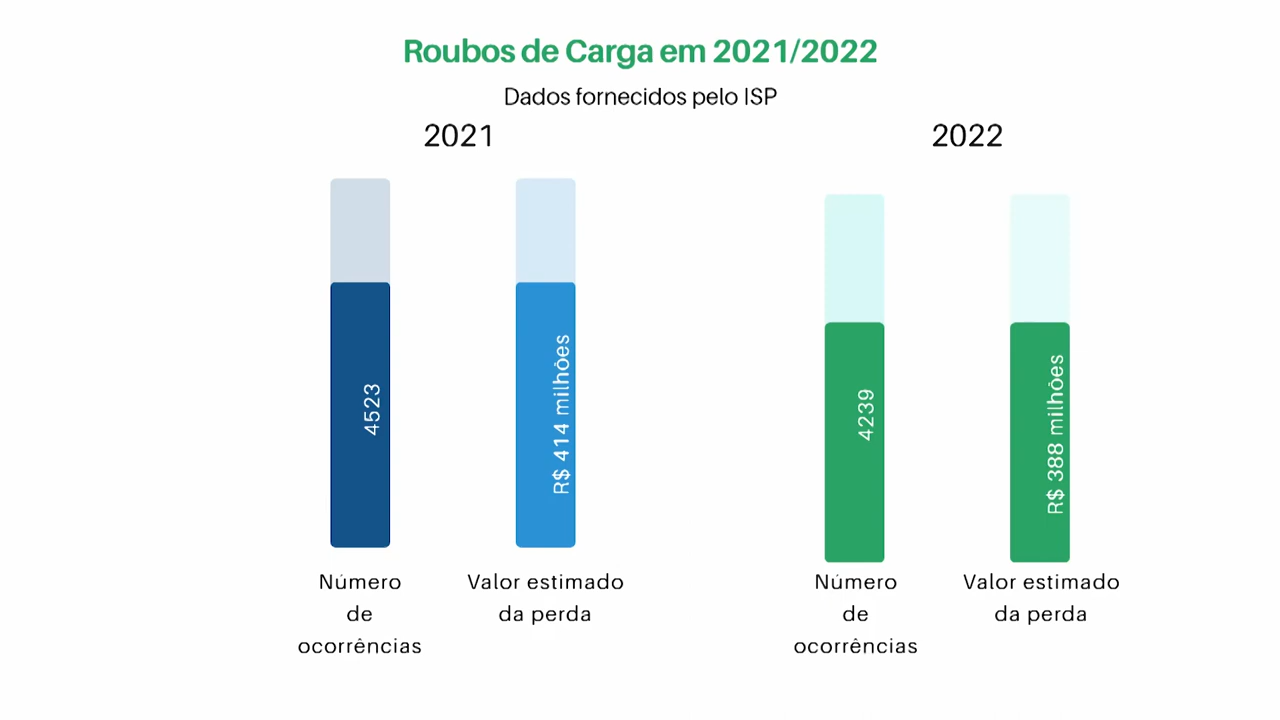 Roubos de Carga em 2021/2022
Dados fornecidos pelo ISP
2021
2022
4523
R$ 414 milhões
4239
R$ 388 milhões
Número
de
ocorrências
Valor estimado
da perda
Número
de
ocorrências
Valor estimado
da perda